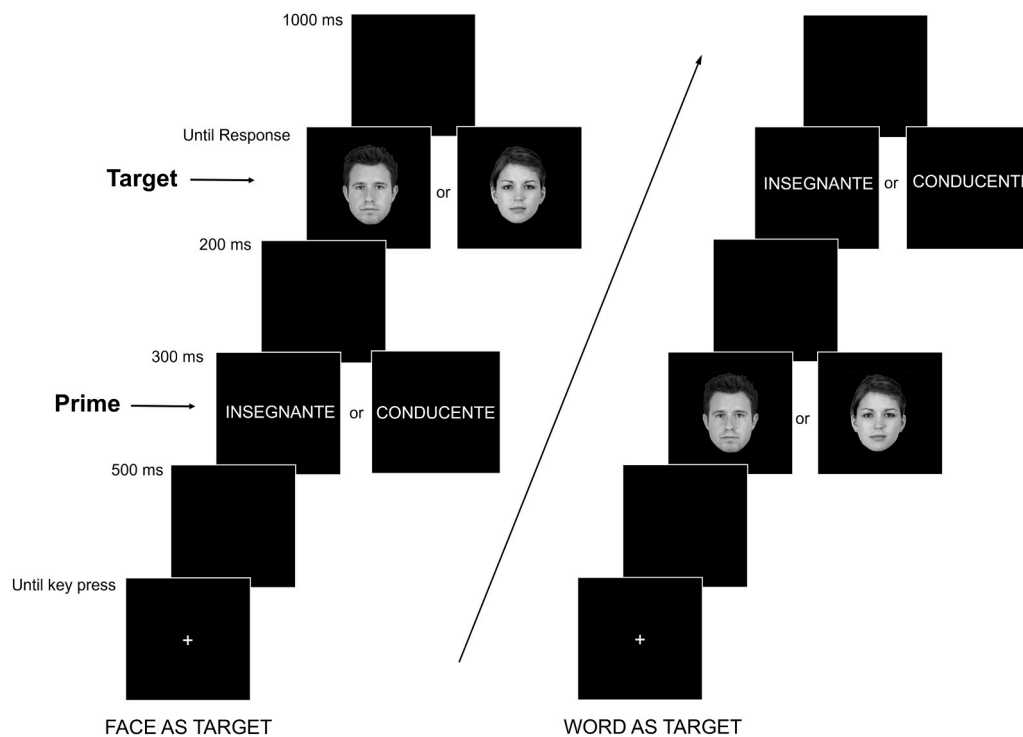 1000 ms
Until Response
Target
or
INSEGNANTE or CONDUCENTE
200 ms
300 ms
Prime
INSEGNANTE or CONDUCENTE
or
500 ms
Until key press
+
+
FACE AS TARGET
WORD AS TARGET